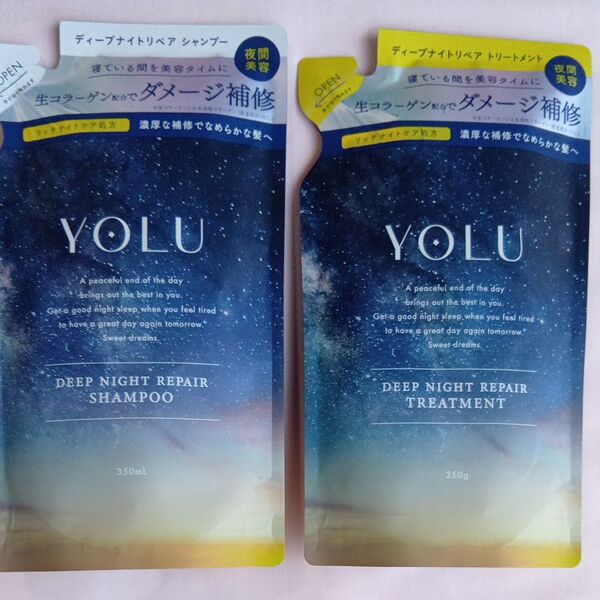 ディープナイトリペア シャンプー
OPEN
夜間
美容
寝ている間を美容タイムに
生コラーゲン配合でダメージ補修
リッチナイトケア処方 濃厚な補修でなめらかな髪へ
YOLU
A peaceful end of the day
brings out the best in you.
Get a good night sleep when you feel tired
to have a great day again tomorrow."
Sweet dreams.
DEEP NIGHT REPAIR
SHAMPOO
350mL
ディープナイトリペア トリートメント
OPEN
夜間
美容
寝ている間を美容タイムに
生コラーゲン配合でダメージ補修
リッチナイトケア処方 濃厚な補修でなめらかな髪へ
YOLU
A peaceful end of the day
brings out the best in you.
Get a good night sleep when you feel tired
to have a great day again tomorrow."
Sweet dreams.
DEEP NIGHT REPAIR
TREATMENT
350g